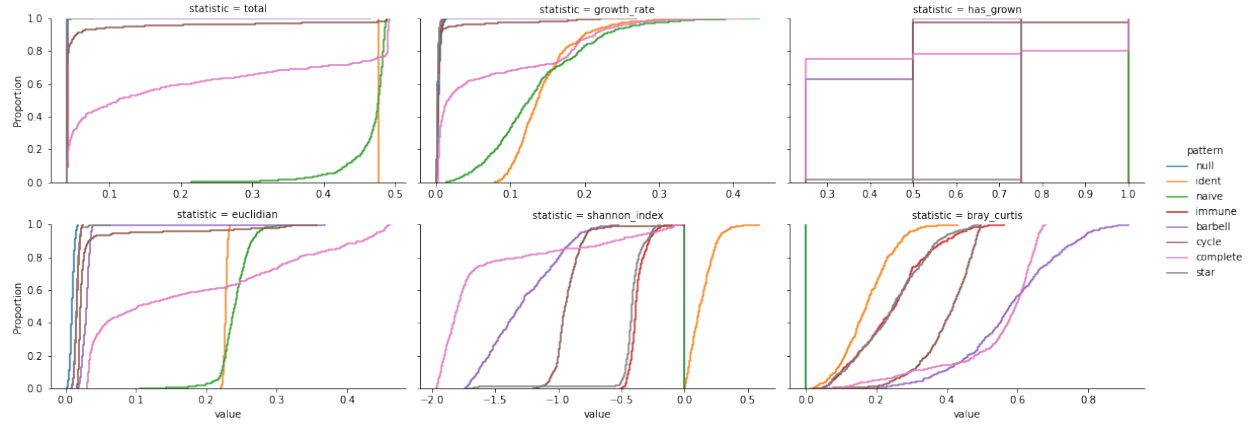 statistic = total
statistic = growth_rate
statistic = has_grown
Proportion
1.0
0.8
0.6
0.4
0.2
0.0
0.1 0.2 0.3 0.4 0.5
0.0 0.1 0.2 0.3 0.4
0.3 0.4 0.5 0.6 0.7 0.8 0.9 1.0
statistic = euclidian
statistic = shannon_index
statistic = bray_curtis
Proportion
1.0
0.8
0.6
0.4
0.2
0.0
0.0 0.1 0.2 0.3 0.4
−2.0 −1.5 −1.0 −0.5 0.0 0.5
0.0 0.2 0.4 0.6 0.8
value
value
value
pattern
null
ident
naive
immune
barbell
cycle
complete
star